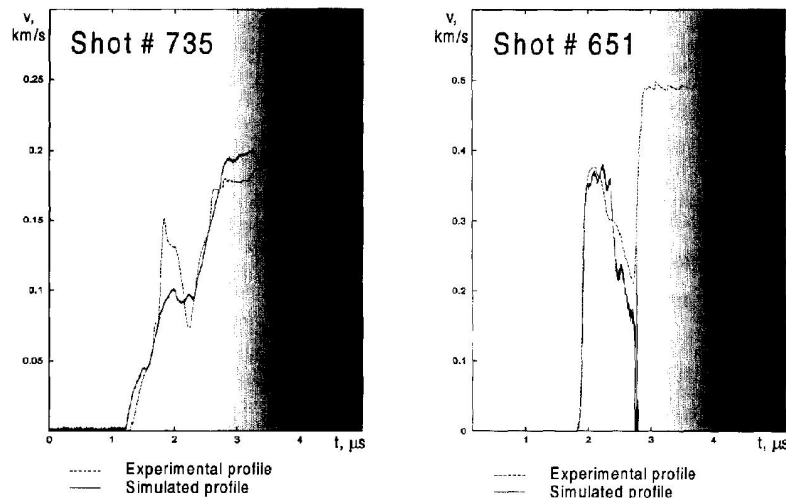 v,
km/s
Shot # 735
0.25
0.2
0.15
0.1
0.05
0
1
2
3
4
t, μs
Experimental profile
Simulated profile
v,
km/s
Shot # 651
0.5
0.4
0.3
0.2
0.1
0
1
2
3
4
t, μs
Experimental profile
Simulated profile